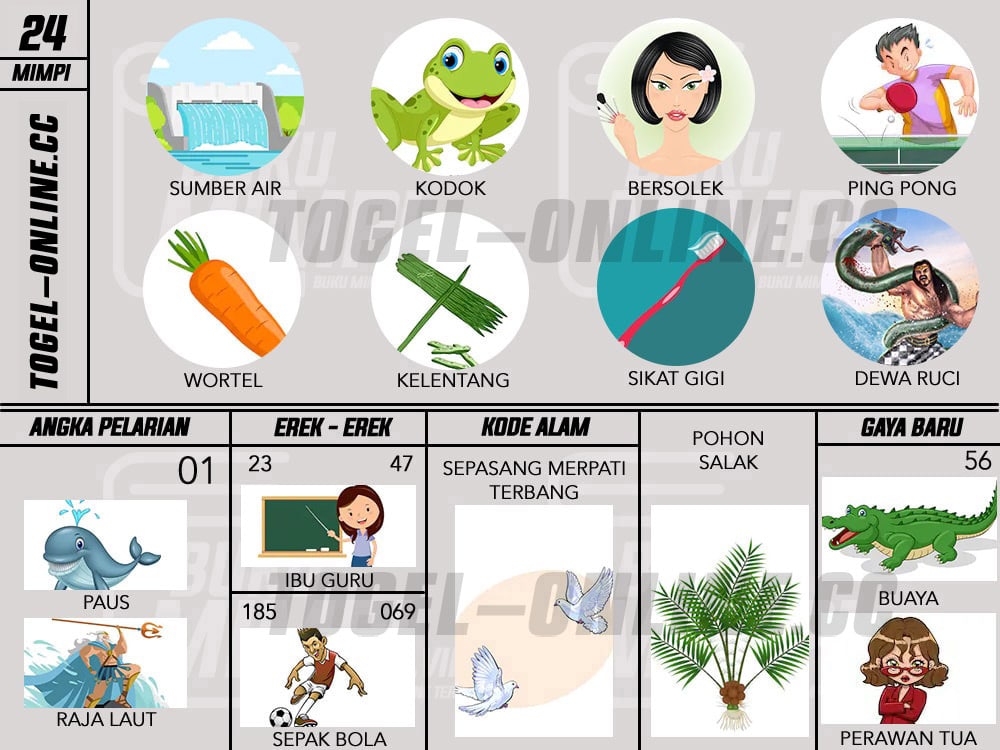 24
MIMPI
TOGEL-ONLINE.CC
SUMBER AIR
KODOK
BERSOLEK
PING PONG
TOGEL-ONLINE.CC
WORTEL
KELENTANG
SIKAT GIGI
DEWA RUCI
ANGKA PELARIAN
01
PAUS
RAJA LAUT
EREK - EREK
23 47
IBU GURU
185 069
SEPAK BOLA
KODE ALAM
SEPASANG MERPATI
TERBANG
POHON
SALAK
TOGEL-ONLINE.CC
GAYA BARU
56
BUAYA
PERAWAN TUA